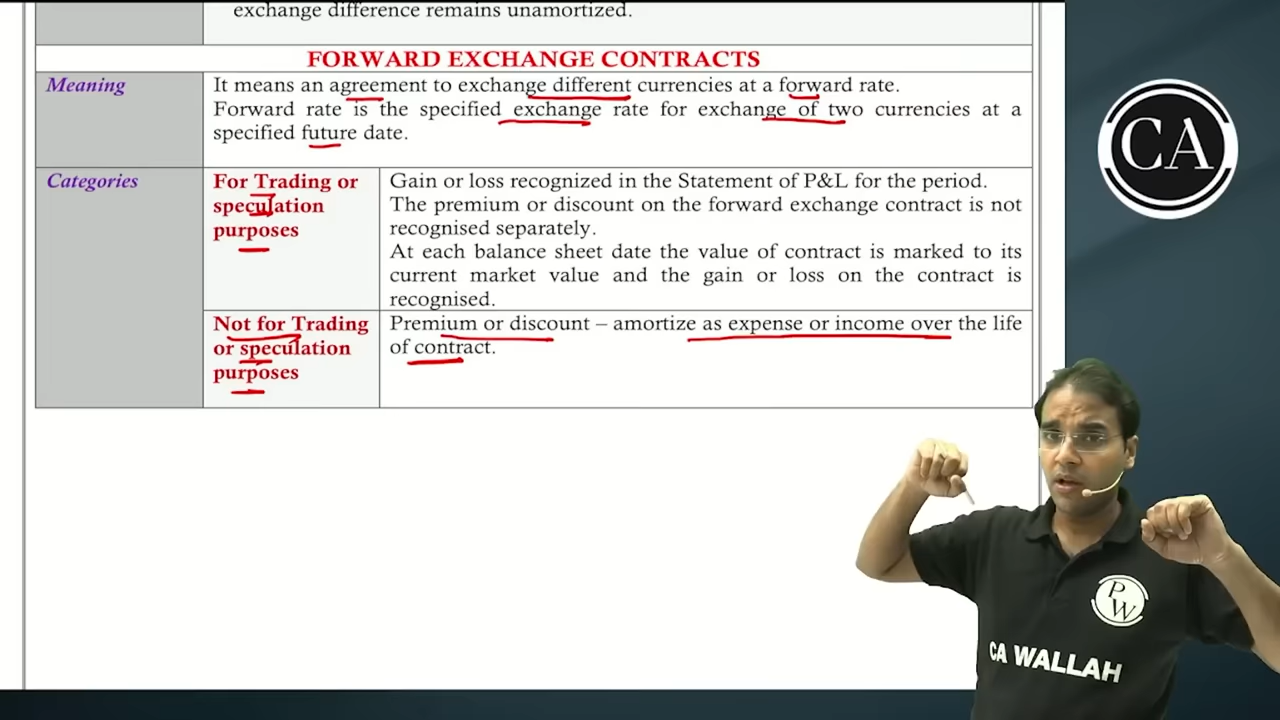 exchange difference remains unamortized.
FORWARD EXCHANGE CONTRACTS
Meaning
It means an agreement to exchange different currencies at a forward rate.
Forward rate is the specified exchange rate for exchange of two currencies at a
specified future date.
Categories
For Trading or
speculation
purposes
Gain or loss recognized in the Statement of P&L for the period.
The premium or discount on the forward exchange contract is not
recognised separately.
At each balance sheet date the value of contract is marked to its
current market value and the gain or loss on the contract is
recognised.
Not for Trading
or speculation
purposes
Premium or discount – amortize as expense or income over the life
of contract.
CA
P
W
CA WALLAH